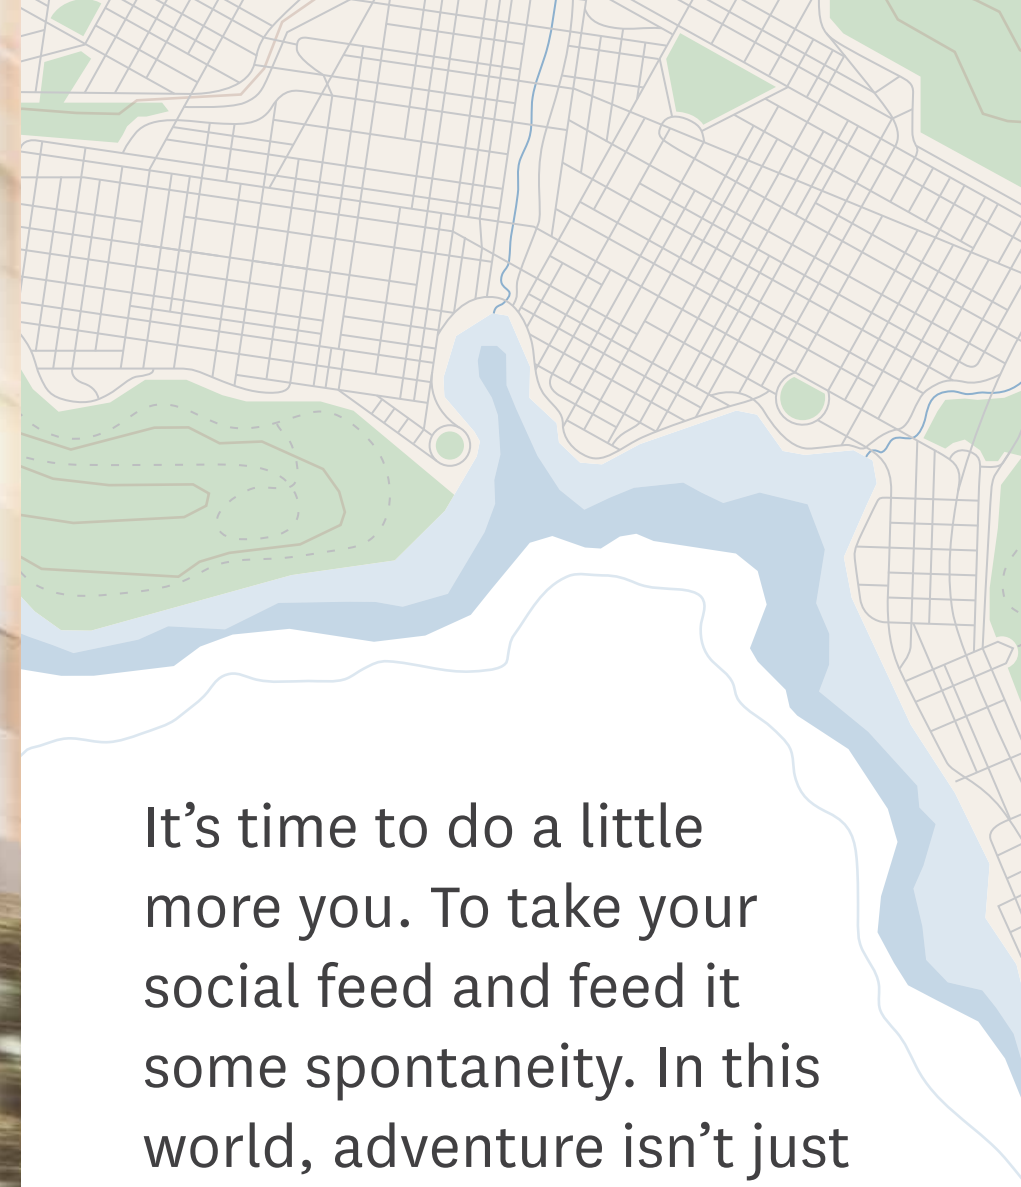 It’s time to do a little
more you. To take your
social feed and feed it
some spontaneity. In this
world, adventure isn’t just